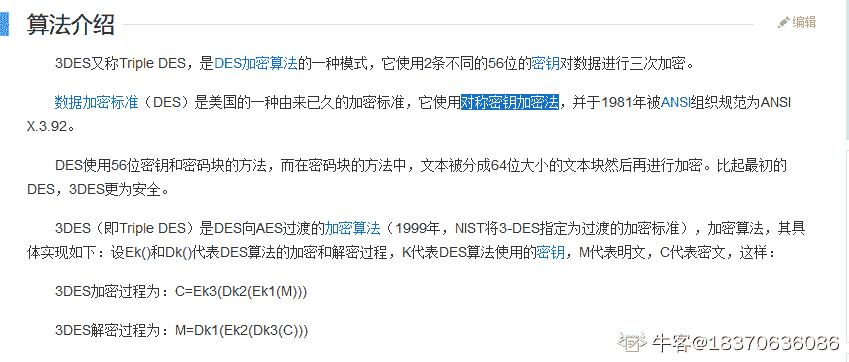 算法介绍
编辑
3DES又称Triple DES，是DES加密算法的一种模式，它使用2条不同的56位的密钥对数据进行三次加密。
数据加密标准（DES）是美国的一种由来已久的加密标准，它使用对称密钥加密法，并于1981年被ANSI组织规范为ANSI
X.3.92。
DES使用56位密钥和密码块的方法，而在密码块的方法中，文本被分成64位大小的文本块然后再进行加密。比起最初的
DES，3DES更为安全。
3DES（即Triple DES）是DES向AES过渡的加密算法（1999年，NIST将3-DES指定为过渡的加密标准），加密算法，其具
体实现如下：设Ek()和Dk()代表DES算法的加密和解密过程，K代表DES算法使用的密钥，M代表明文，C代表密文，这样：
3DES加密过程为：C=Ek3(Dk2(Ek1(M)))
3DES解密过程为：M=Dk1(Ek2(Dk3(C)))
牛客@18370636086